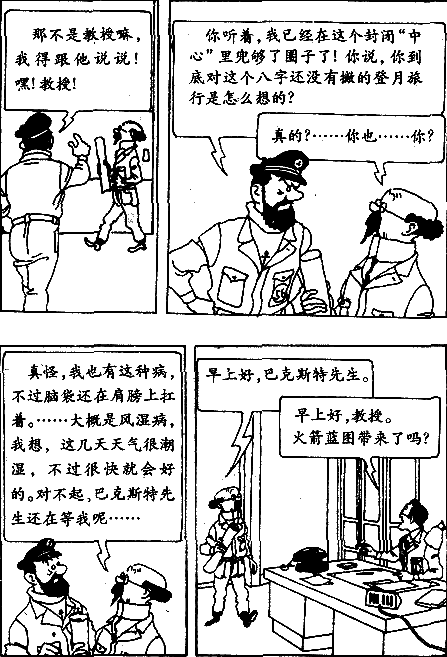 那不是教授嘛,
我得跟他说说!
嘿!教授!
你听着,我已经在这个封闭“中
心”里兜够了圈子了!你说,你到
底对这个八字还没有撇的登月旅
行是怎么想的?
真的?……你也……你?
真怪,我也有这种病,
不过脑袋还在肩膀上扛
着。……大概是风湿病,
我想,这几天天气很潮
湿,不过很快就会好
的。对不起,巴克斯特先
生还在等我呢……
早上好,巴克斯特先生。
早上好,教授。
火箭蓝图带来了吗?